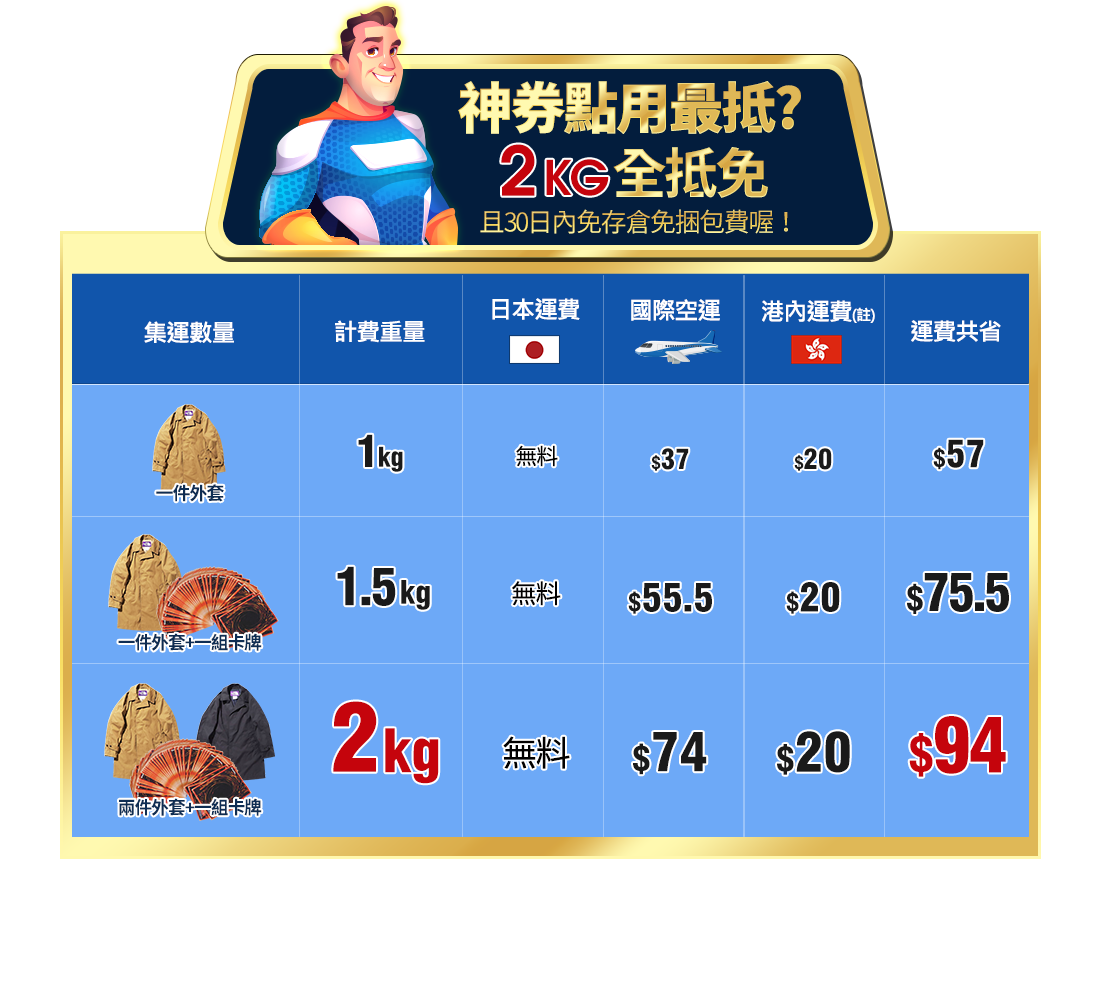 神券點用最抵?
2KG全抵免
且30日內免存倉免捆包費喔！
集運數量
計費重量
日本運費
國際空運
港內運費(註)
運費共省
一件外套
1kg
無料
$37
$20
$57
一件外套+一組卡牌
1.5kg
無料
$55.5
$20
$75.5
兩件外套+一組卡牌
2kg
無料
$74
$20
$94